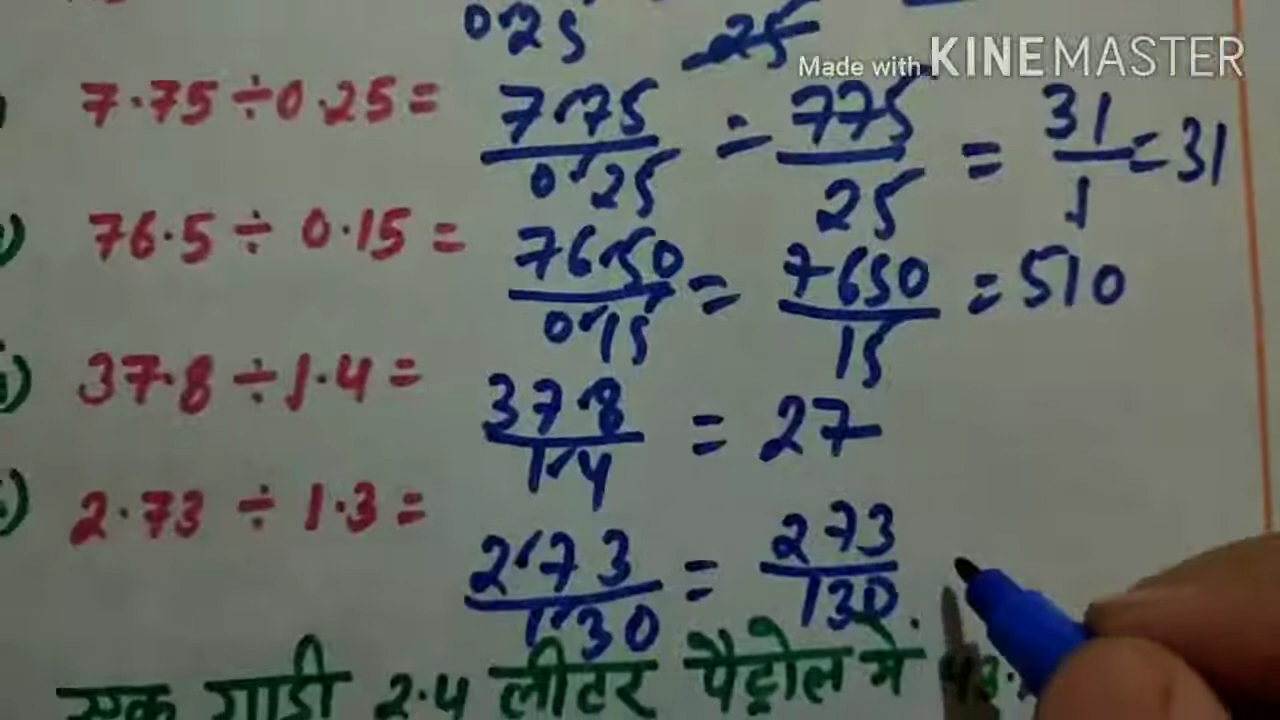 0.25 25
Made with KINEMASTER
7.75 ÷ 0.25 = 7.75/0.25 = 775/25 = 31/1 = 31
76.5 ÷ 0.15 = 76.50/0.15 = 7650/15 = 510
37.8 ÷ 1.4 = 37.8/1.4 = 27
2.73 ÷ 1.3 = 2.73/1.30 = 273/130
एक गाडी 2.4 लीटर पैट्रोल में